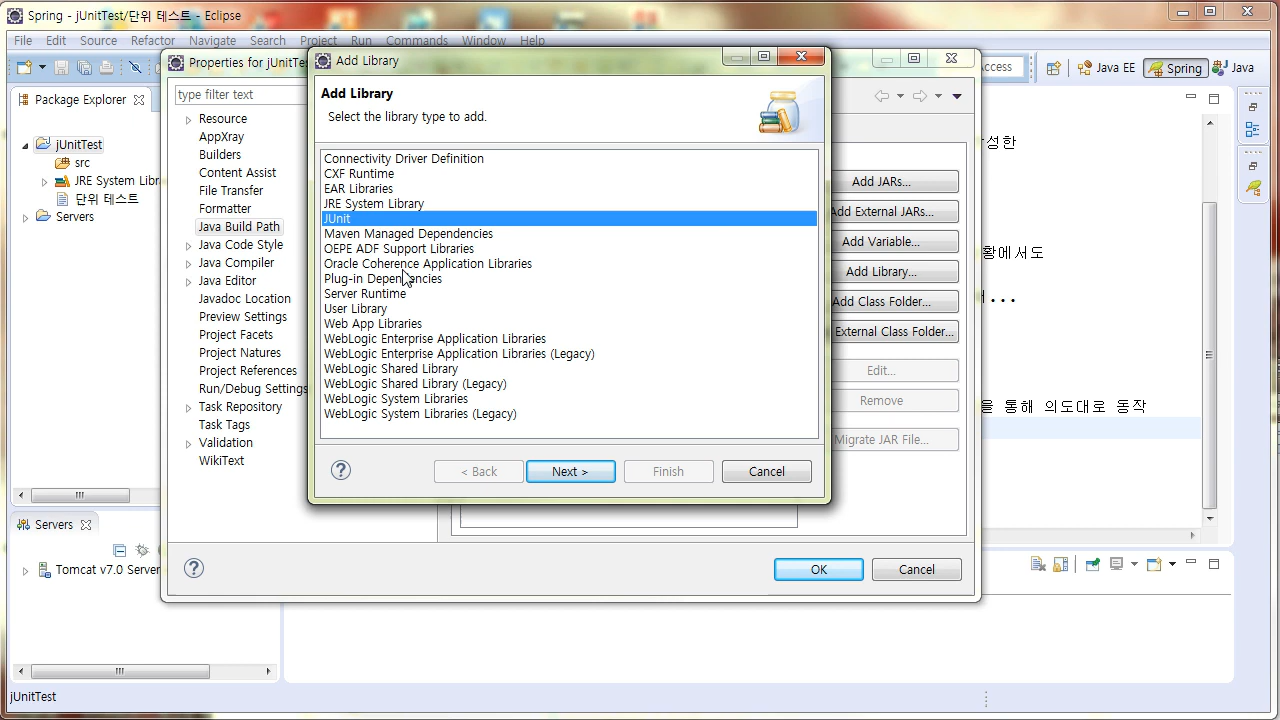 Spring - jUnitTest/단위 테스트 - Eclipse
File Edit Source Refactor Navigate Search Project Run Commands Window Help
Access
Java EE
Spring
Java
Package Explorer
jUnitTest
src
JRE System Libra
단위 테스트
Servers
Servers
Tomcat v7.0 Server
jUnitTest
Properties for jUnitTes
type filter text
Resource
AppXray
Builders
Content Assist
File Transfer
Formatter
Java Build Path
Java Code Style
Java Compiler
Java Editor
Javadoc Location
Preview Settings
Project Facets
Project Natures
Project References
Run/Debug Settings
Task Repository
Task Tags
Validation
WikiText
Add Library
Add Library
Select the library type to add.
Connectivity Driver Definition
CXF Runtime
EAR Libraries
JRE System Library
JUnit
Maven Managed Dependencies
OEPE ADF Support Libraries
Oracle Coherence Application Libraries
Plug-in Dependencies
Server Runtime
User Library
Web App Libraries
WebLogic Enterprise Application Libraries
WebLogic Enterprise Application Libraries (Legacy)
WebLogic Shared Library
WebLogic Shared Library (Legacy)
WebLogic System Libraries
WebLogic System Libraries (Legacy)
< Back
Next >
Finish
Cancel
Add JARs...
Add External JARs...
Add Variable...
Add Library...
Add Class Folder...
External Class Folder...
Edit...
Remove
Migrate JAR File...
OK
Cancel
성한
황에서도
...
을 통해 의도대로 동작